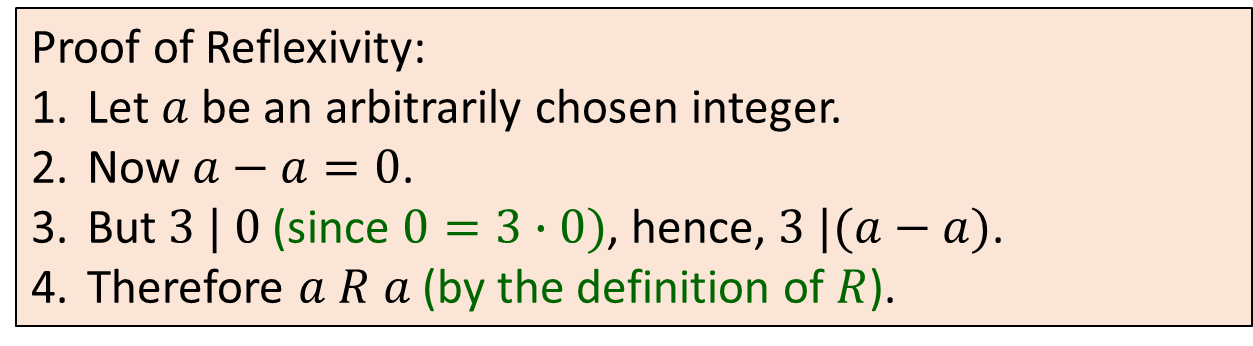 Proof of Reflexivity:
1. Let a be an arbitrarily chosen integer.
2. Now a − a = 0.
3. But 3 | 0 (since 0 = 3 · 0), hence, 3 |(a − a).
4. Therefore a R a (by the definition of R).